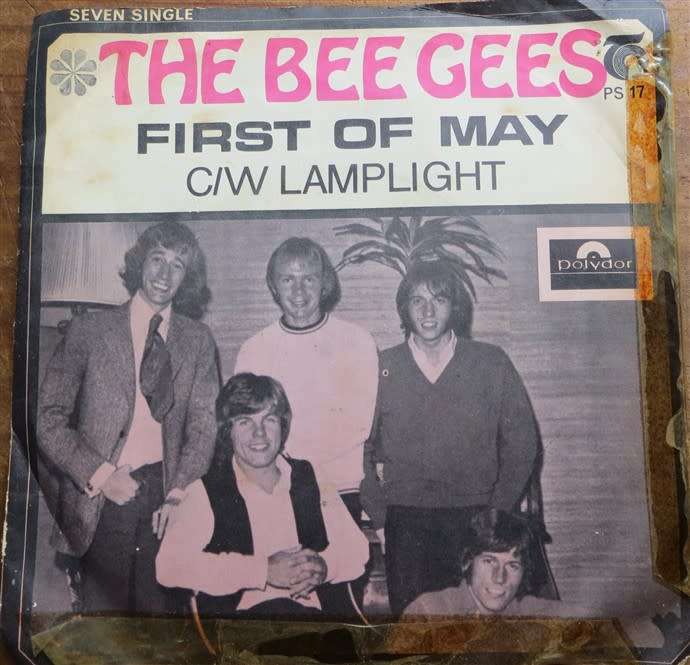 SEVEN SINGLE
THE BEE GEES
PS 17
FIRST OF MAY
C/W LAMPLIGHT
polydor